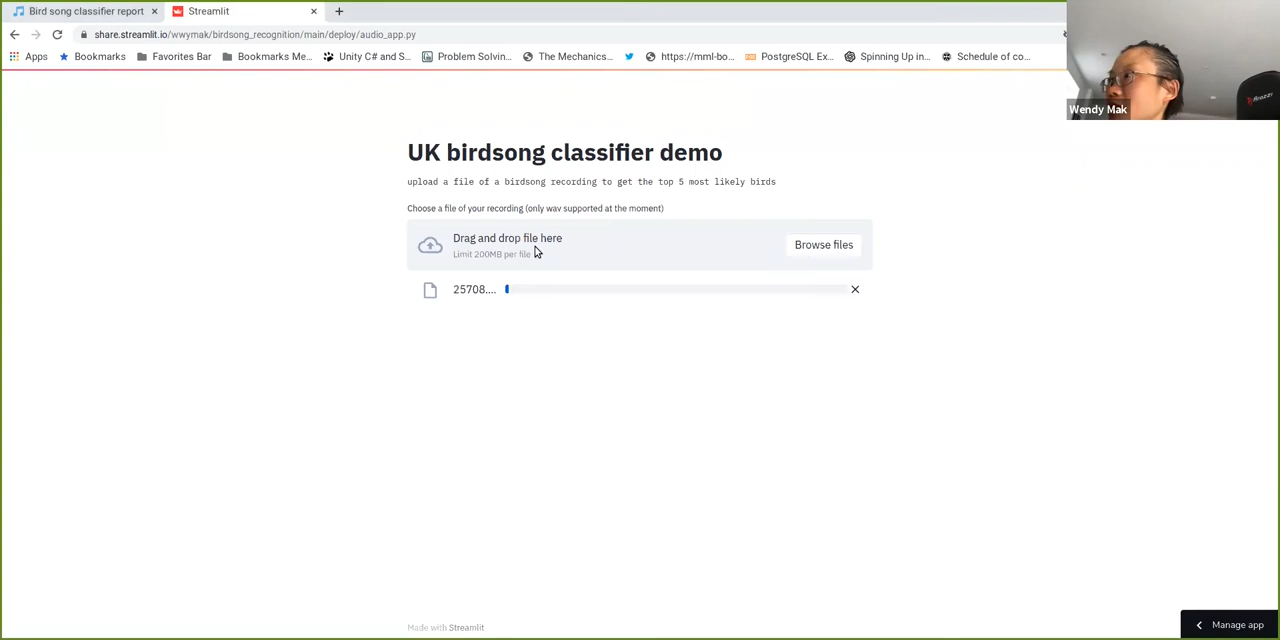 Bird song classifier report
Streamlit
share.streamlit.io/wwymak/birdsong_recognition/main/deploy/audio_app.py
Apps Bookmarks Favorites Bar Bookmarks Me... Unity C# and S... Problem Solvin... The Mechanics... https://mml-bo... PostgreSQL Ex... Spinning Up in... Schedule of co...
Wendy Mak
UK birdsong classifier demo
upload a file of a birdsong recording to get the top 5 most likely birds
Choose a file of your recording (only wav supported at the moment)
Drag and drop file here
Limit 200MB per file
Browse files
25708....
Made with Streamlit
Manage app